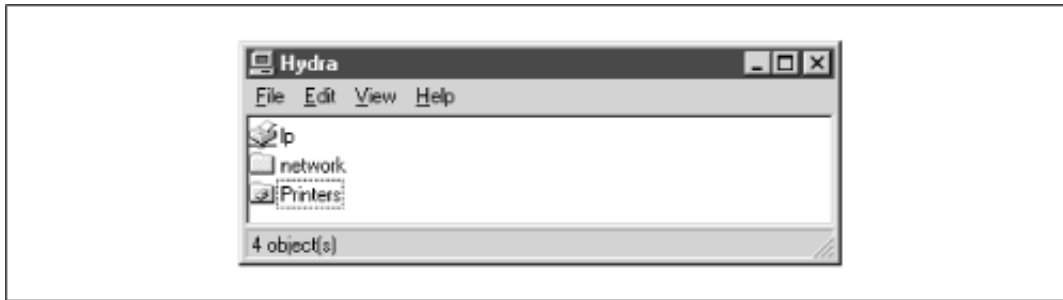 Hydra
File Edit View Help
lp
network
Printers
4 object(s)